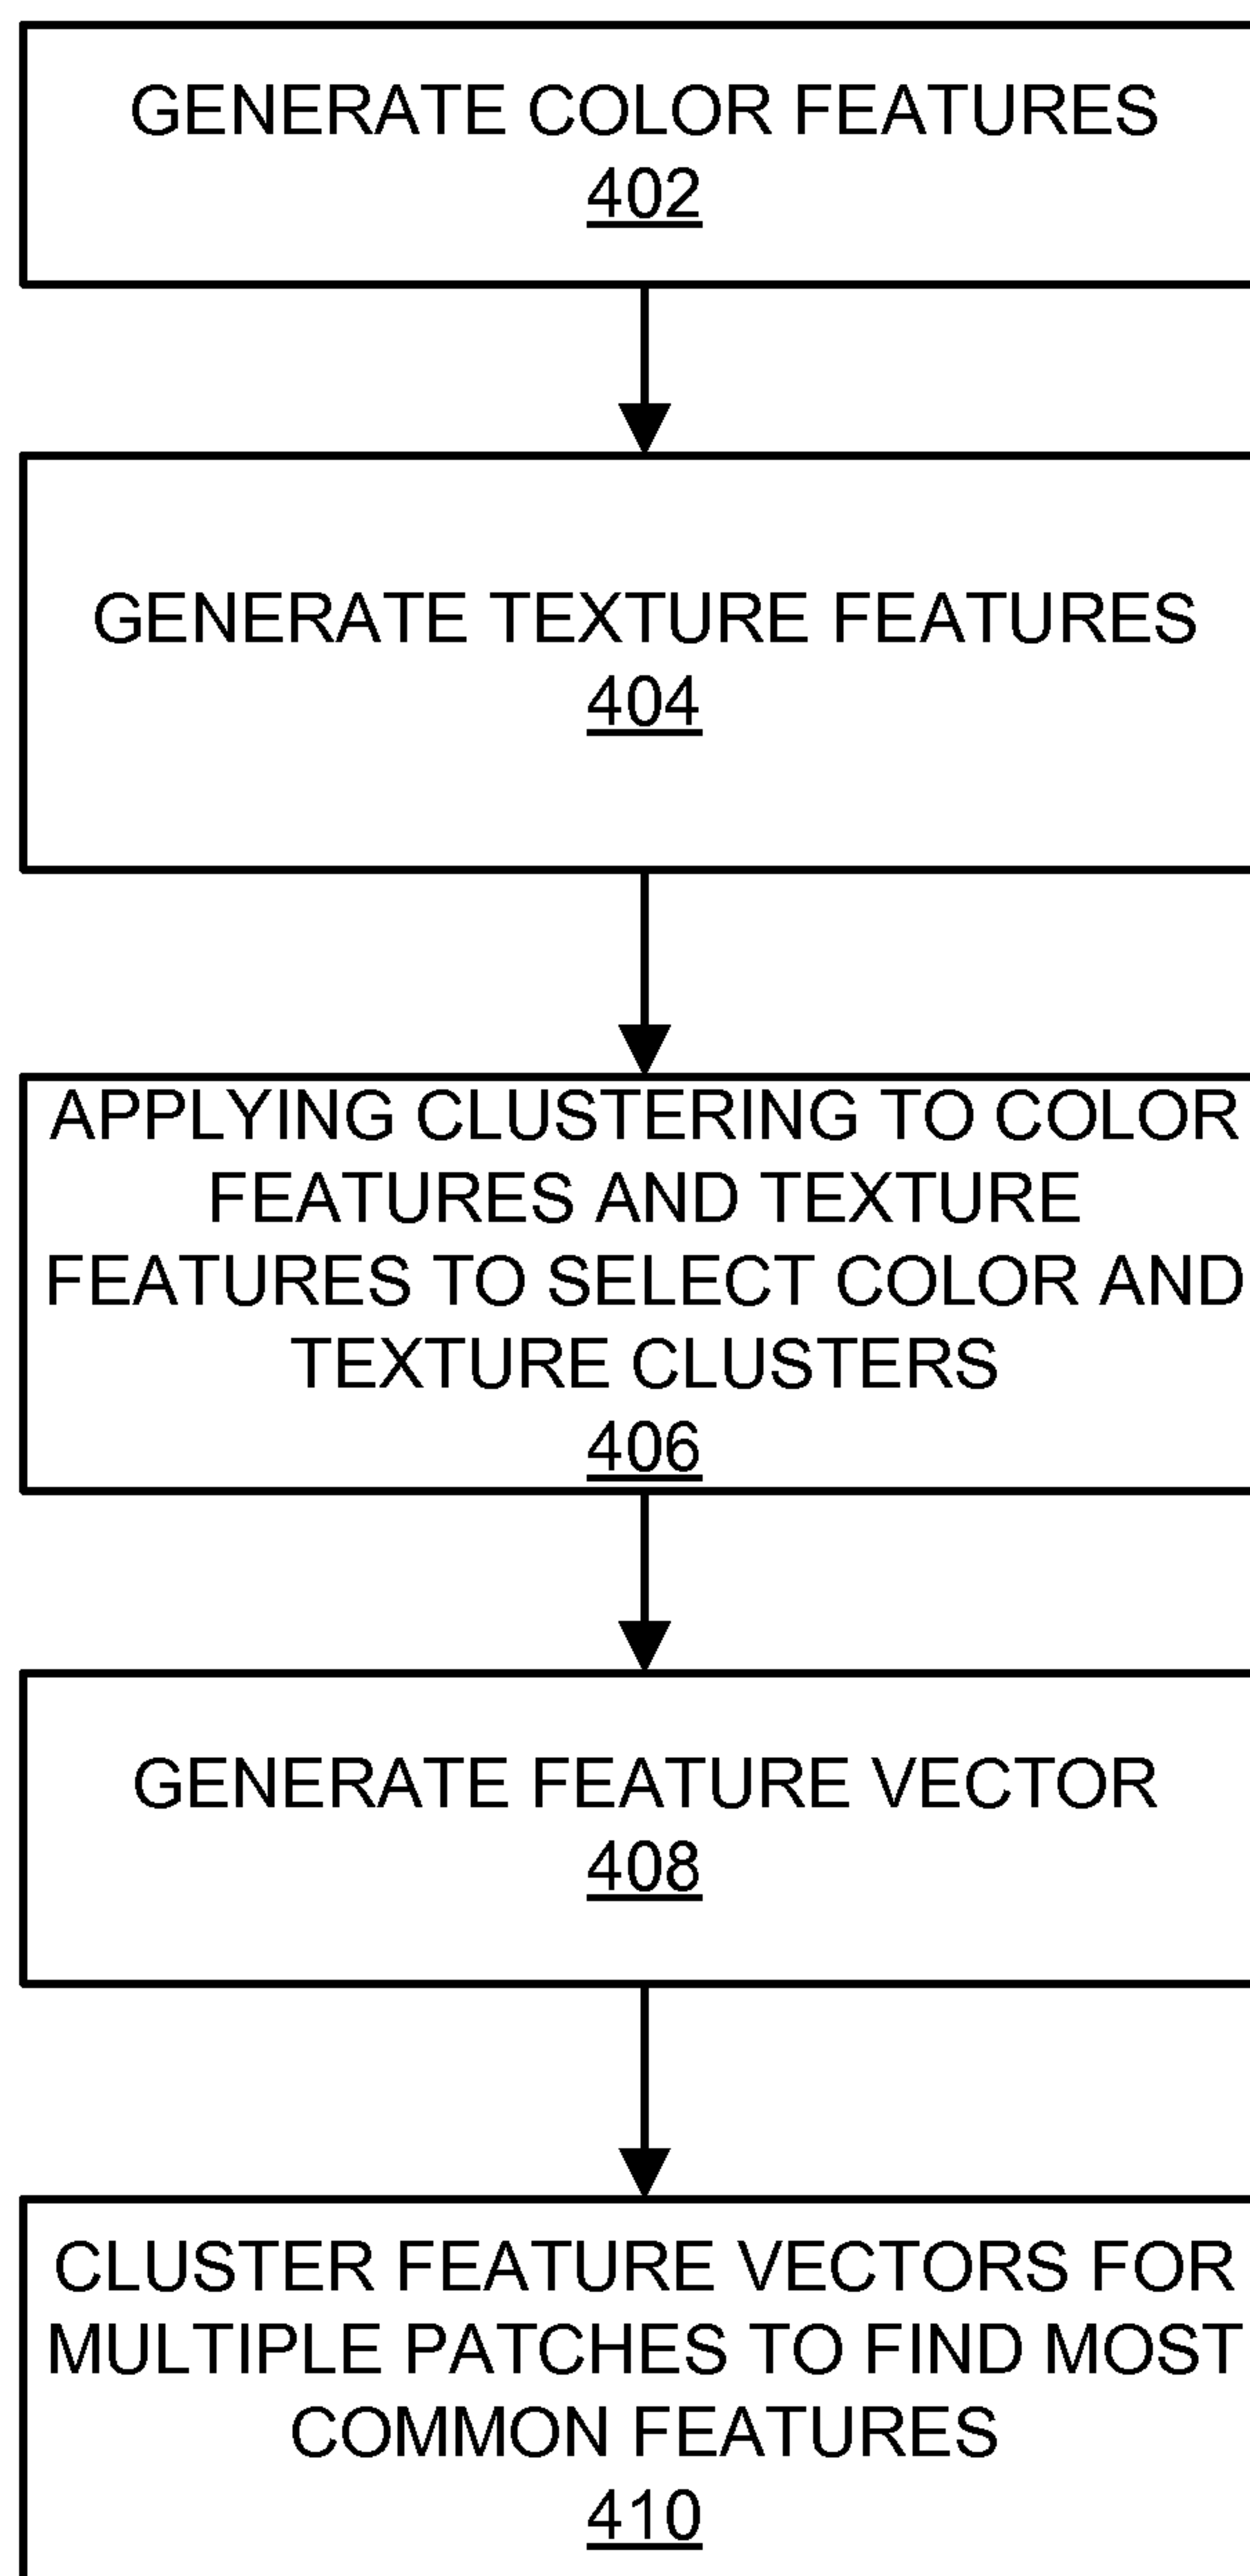 GENERATE COLOR FEATURES
402
GENERATE TEXTURE FEATURES
404
APPLYING CLUSTERING TO COLOR
FEATURES AND TEXTURE
FEATURES TO SELECT COLOR AND
TEXTURE CLUSTERS
406
GENERATE FEATURE VECTOR
408
CLUSTER FEATURE VECTORS FOR
MULTIPLE PATCHES TO FIND MOST
COMMON FEATURES
410